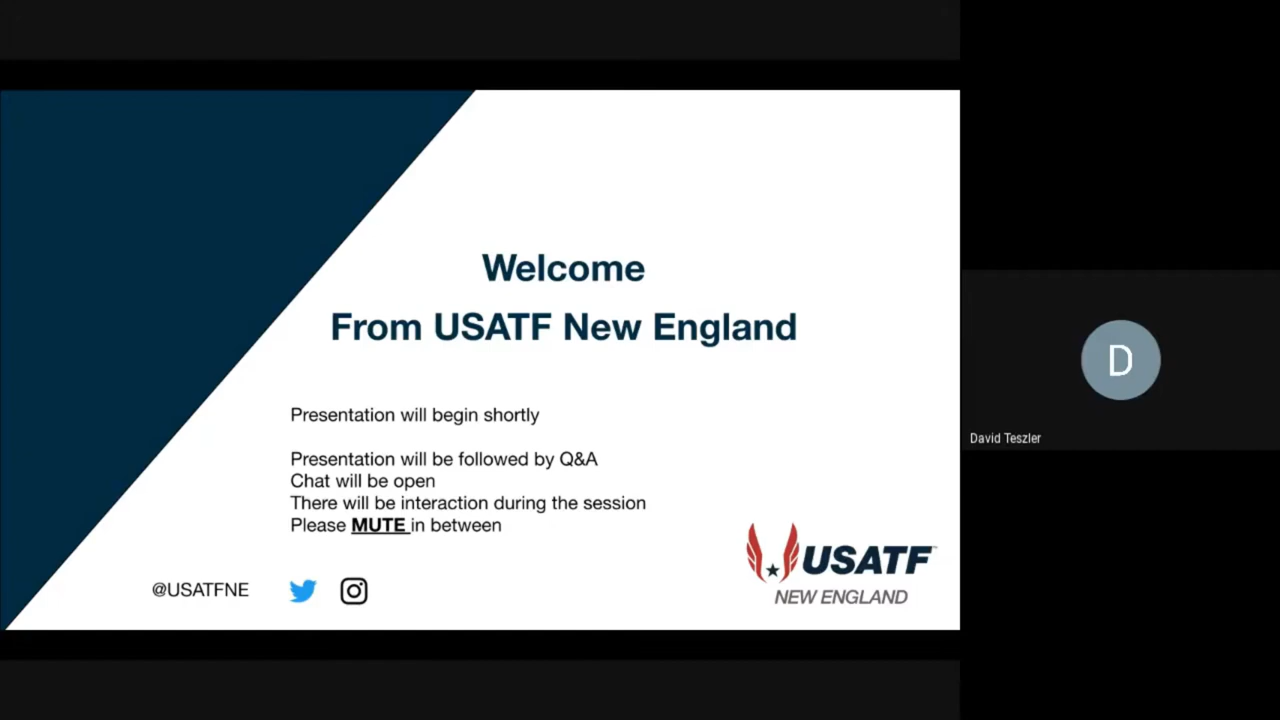 Welcome
From USATF New England
Presentation will begin shortly
Presentation will be followed by Q&A
Chat will be open
There will be interaction during the session
Please MUTE in between
@USATFNE
USATF
NEW ENGLAND
D
David Teszler